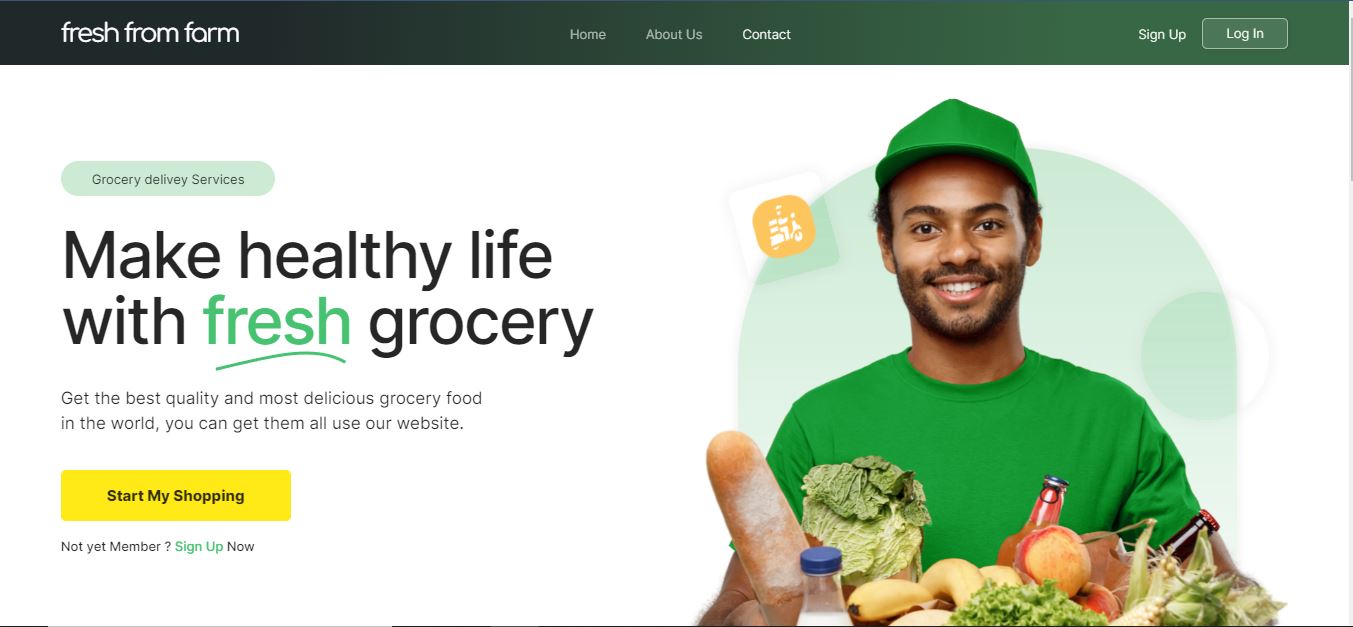 fresh from farm
Home About Us Contact
Sign Up Log In
Grocery delivey Services
Make healthy life
with fresh grocery
Get the best quality and most delicious grocery food
in the world, you can get them all use our website.
Start My Shopping
Not yet Member ? Sign Up Now